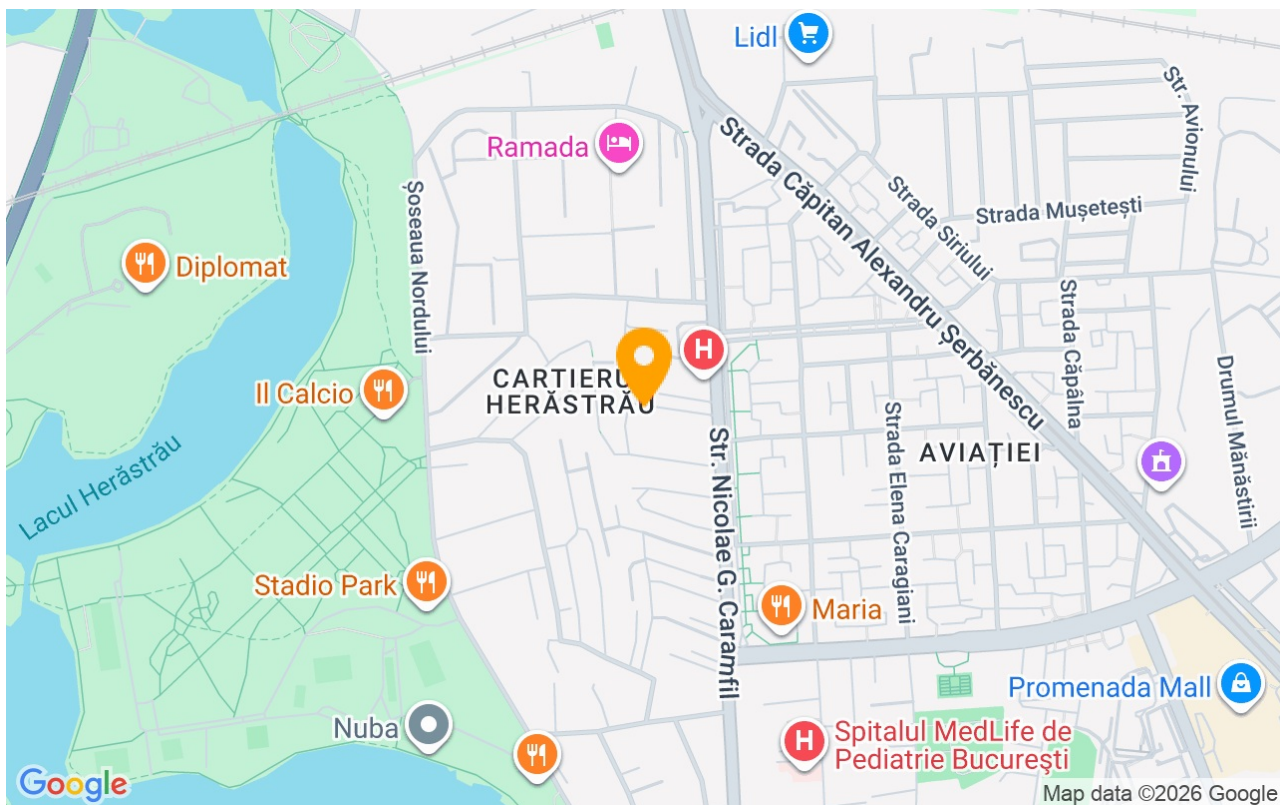 Lidl
Str. Avionului
Ramada
Strada Căpitan Alexandru Șerbănescu
Șoseaua Nordului
Strada Siriului
Strada Mușetești
Diplomat
Strada Căpâlna
H
CARTIERU
HERĂSTRĂU
Il Calcio
Drumul Mănăstirii
Lacul Herăstrău
Str. Nicolae G. Caramfil
Strada Elena Caragiani
AVIAȚIEI
Stadio Park
Maria
Promenada Mall
Nuba
H
Spitalul MedLife de
Pediatrie București
Google
Map data ©2026 Google